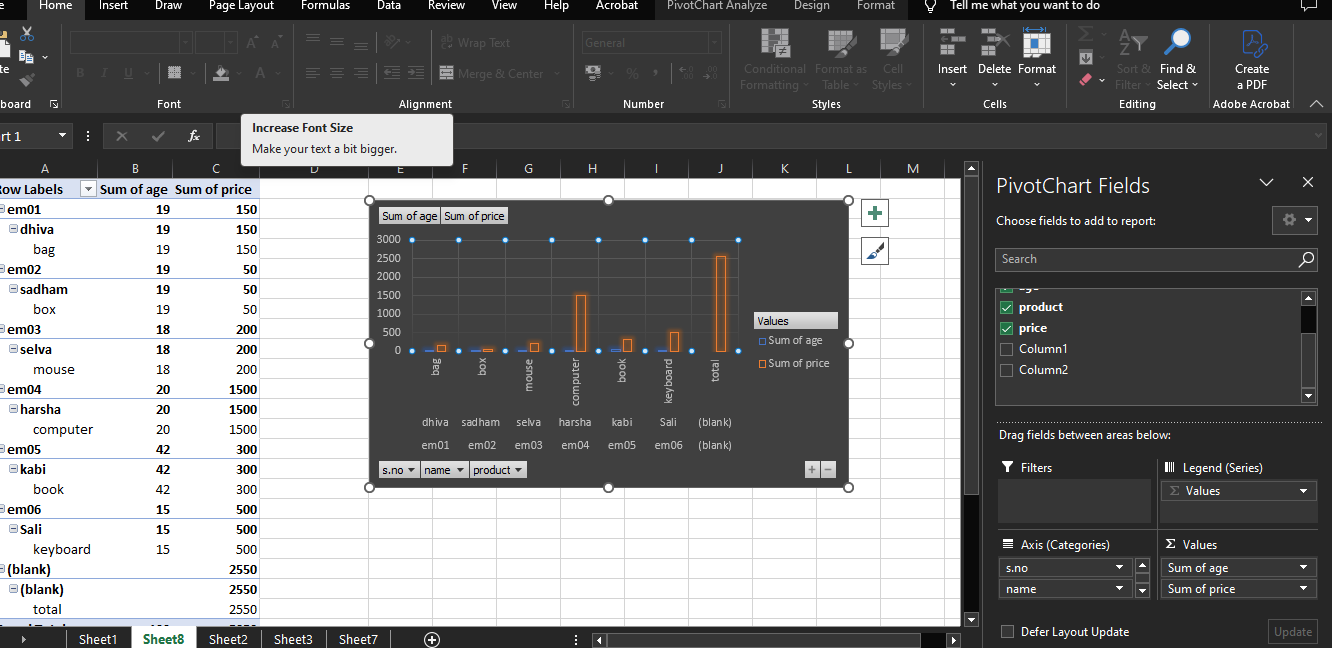 Home Insert Draw Page Layout Formulas Data Review View Help Acrobat PivotChart Analyze Design Format Tell me what you want to do
Wrap Text
General
Merge & Center
Conditional Formatting
Format as Table
Cell Styles
Insert
Delete
Format
Sort & Filter
Find & Select
Create a PDF
board Font Alignment Number Styles Cells Editing Adobe Acrobat
rt 1 fx
Increase Font Size
Make your text a bit bigger.
A B C D E F G H I J K L M
Row Labels Sum of age Sum of price
em01 19 150
dhiva 19 150
bag 19 150
em02 19 50
sadham 19 50
box 19 50
em03 18 200
selva 18 200
mouse 18 200
em04 20 1500
harsha 20 1500
computer 20 1500
em05 42 300
kabi 42 300
book 42 300
em06 15 500
Sali 15 500
keyboard 15 500
(blank) 2550
(blank) 2550
total 2550
Sum of age Sum of price
3000
2500
2000
1500
1000
500
0
bag box mouse computer book keyboard total
dhiva sadham selva harsha kabi Sali (blank)
em01 em02 em03 em04 em05 em06 (blank)
Values
Sum of age
Sum of price
s.no name product
PivotChart Fields
Choose fields to add to report:
Search
product
price
Column1
Column2
Drag fields between areas below:
Filters
Legend (Series)
Σ Values
Axis (Categories)
s.no
name
Σ Values
Sum of age
Sum of price
Defer Layout Update Update
Sheet1 Sheet8 Sheet2 Sheet3 Sheet7